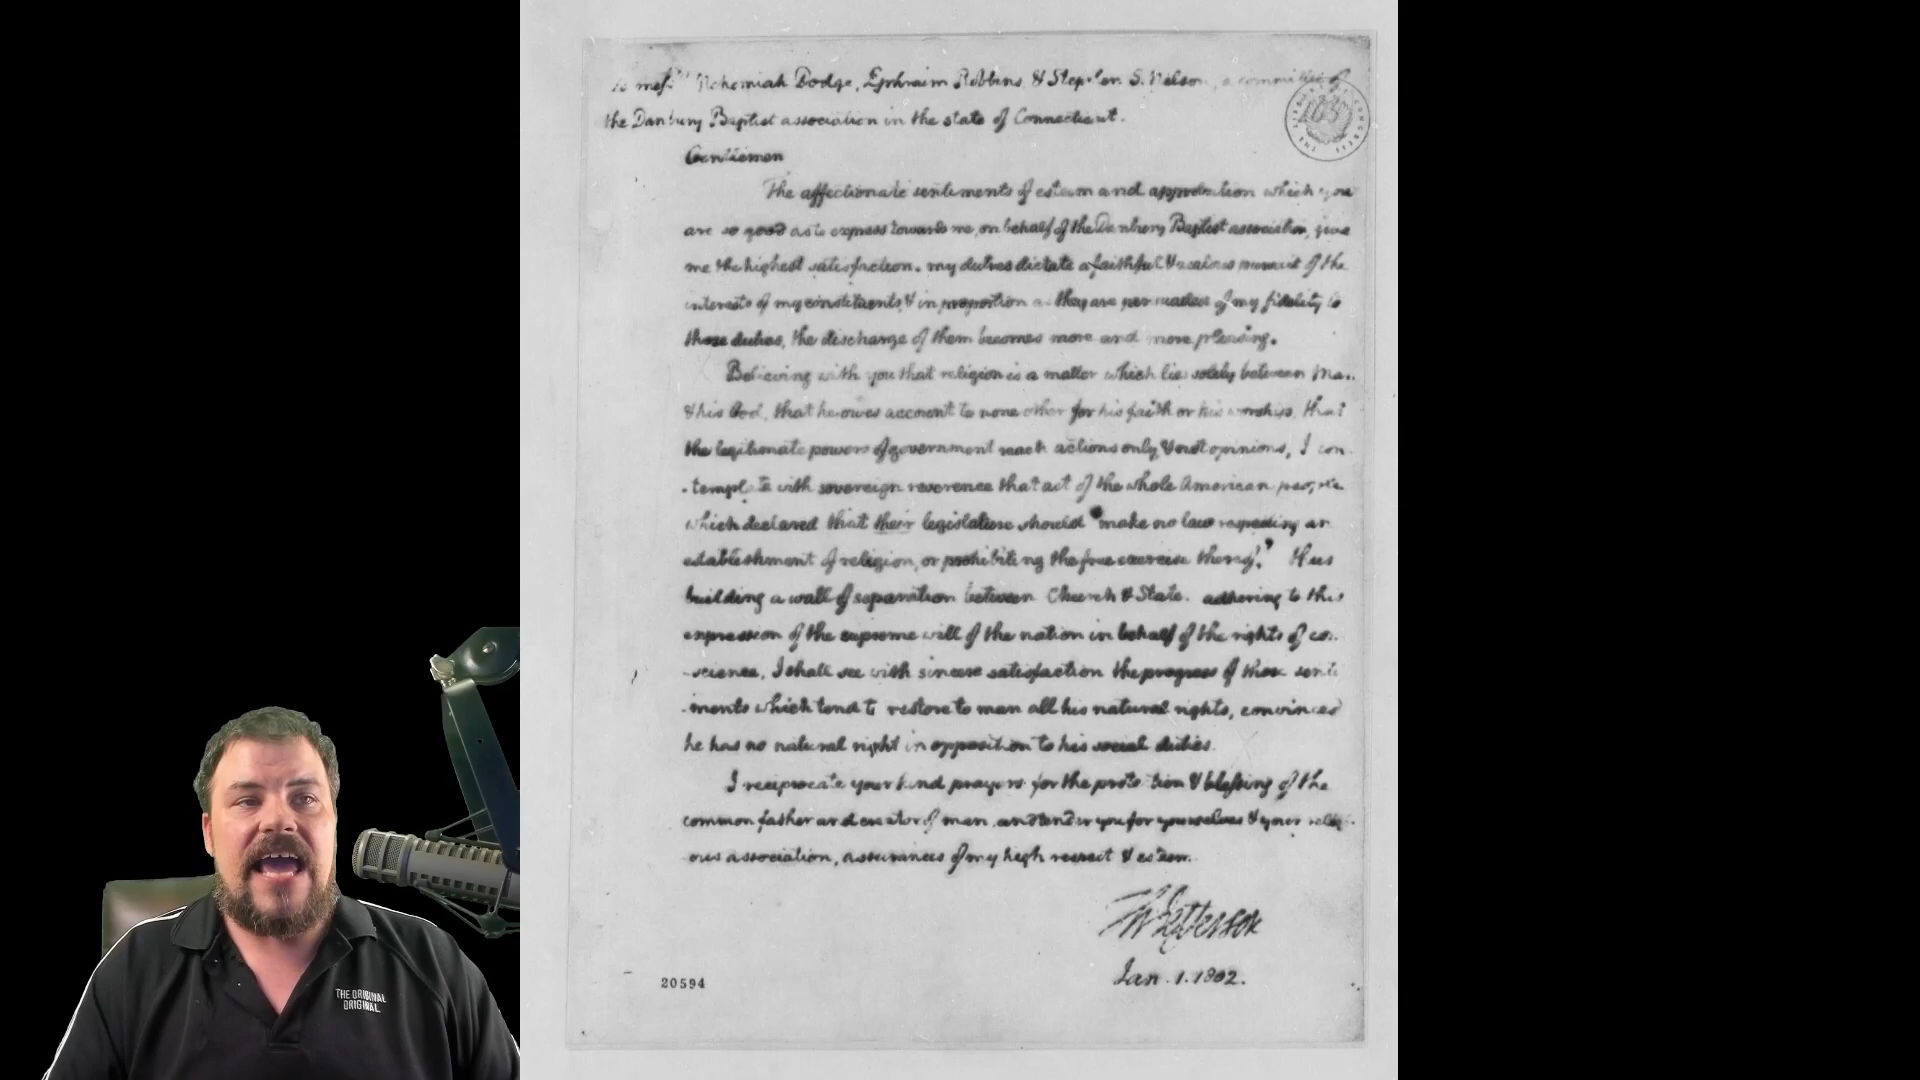 To mess.rs Nehemiah Dodge, Ephraim Robbins, & Stephen S. Nelson, a committee of
the Danbury Baptist association in the state of Connecticut.
Gentlemen
The affectionate sentiments of esteem and approbation which you
are so good as to express towards me, on behalf of the Danbury Baptist association, give
me the highest satisfaction. my duties dictate a faithful & zealous pursuit of the
interests of my constituents, & in proportion as they are persuaded of my fidelity to
those duties, the discharge of them becomes more and more pleasing.
Believing with you that religion is a matter which lies solely between Man
& his God, that he owes account to none other for his faith or his worship, that
the legitimate powers of government reach actions only, & not opinions, I con-
-template with sovereign reverence that act of the whole American people
which declared that their legislature should "make no law respecting an
establishment of religion, or prohibiting the free exercise thereof," thus
building a wall of separation between Church & State. adhering to this
expression of the supreme will of the nation in behalf of the rights of con-
-science, I shall see with sincere satisfaction the progress of those senti-
-ments which tend to restore to man all his natural rights, convinced
he has no natural right in opposition to his social duties.
I reciprocate your kind prayers for the protection & blessing of the
common father and creator of man, and tender you for yourselves & your relig-
-ious association, assurances of my high respect & esteem.
Th Jefferson
Jan. 1. 1802.
20594
THE ORIGINAL
ORIGINAL.